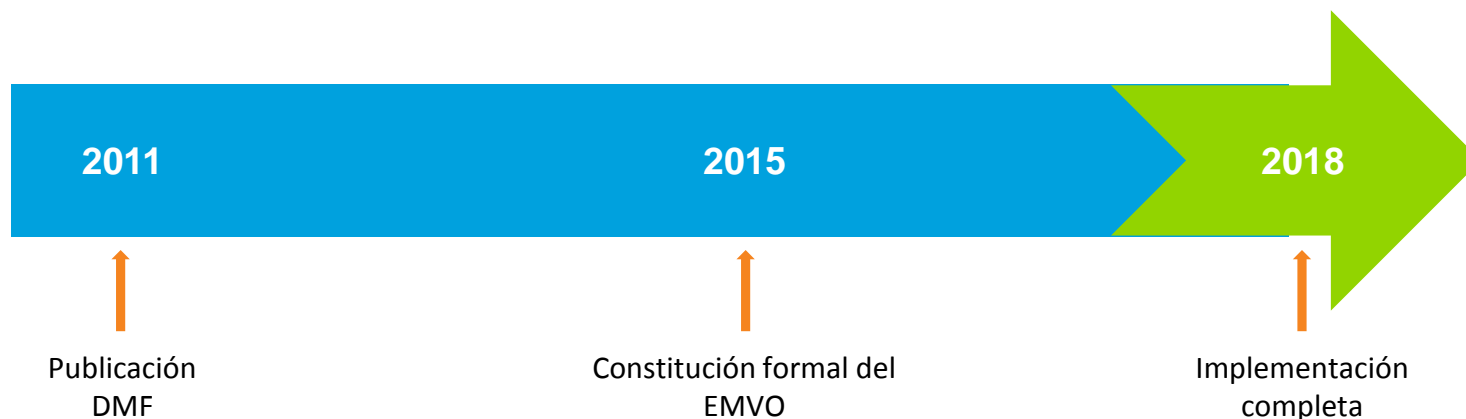 2011
2015
2018
Publicación
DMF
Constitución formal del
EMVO
Implementación
completa